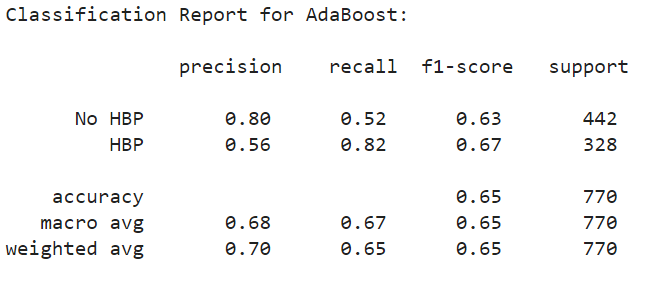 Classification Report for AdaBoost:
precision recall f1-score support
No HBP 0.80 0.52 0.63 442
HBP 0.56 0.82 0.67 328
accuracy 0.65 770
macro avg 0.68 0.67 0.65 770
weighted avg 0.70 0.65 0.65 770